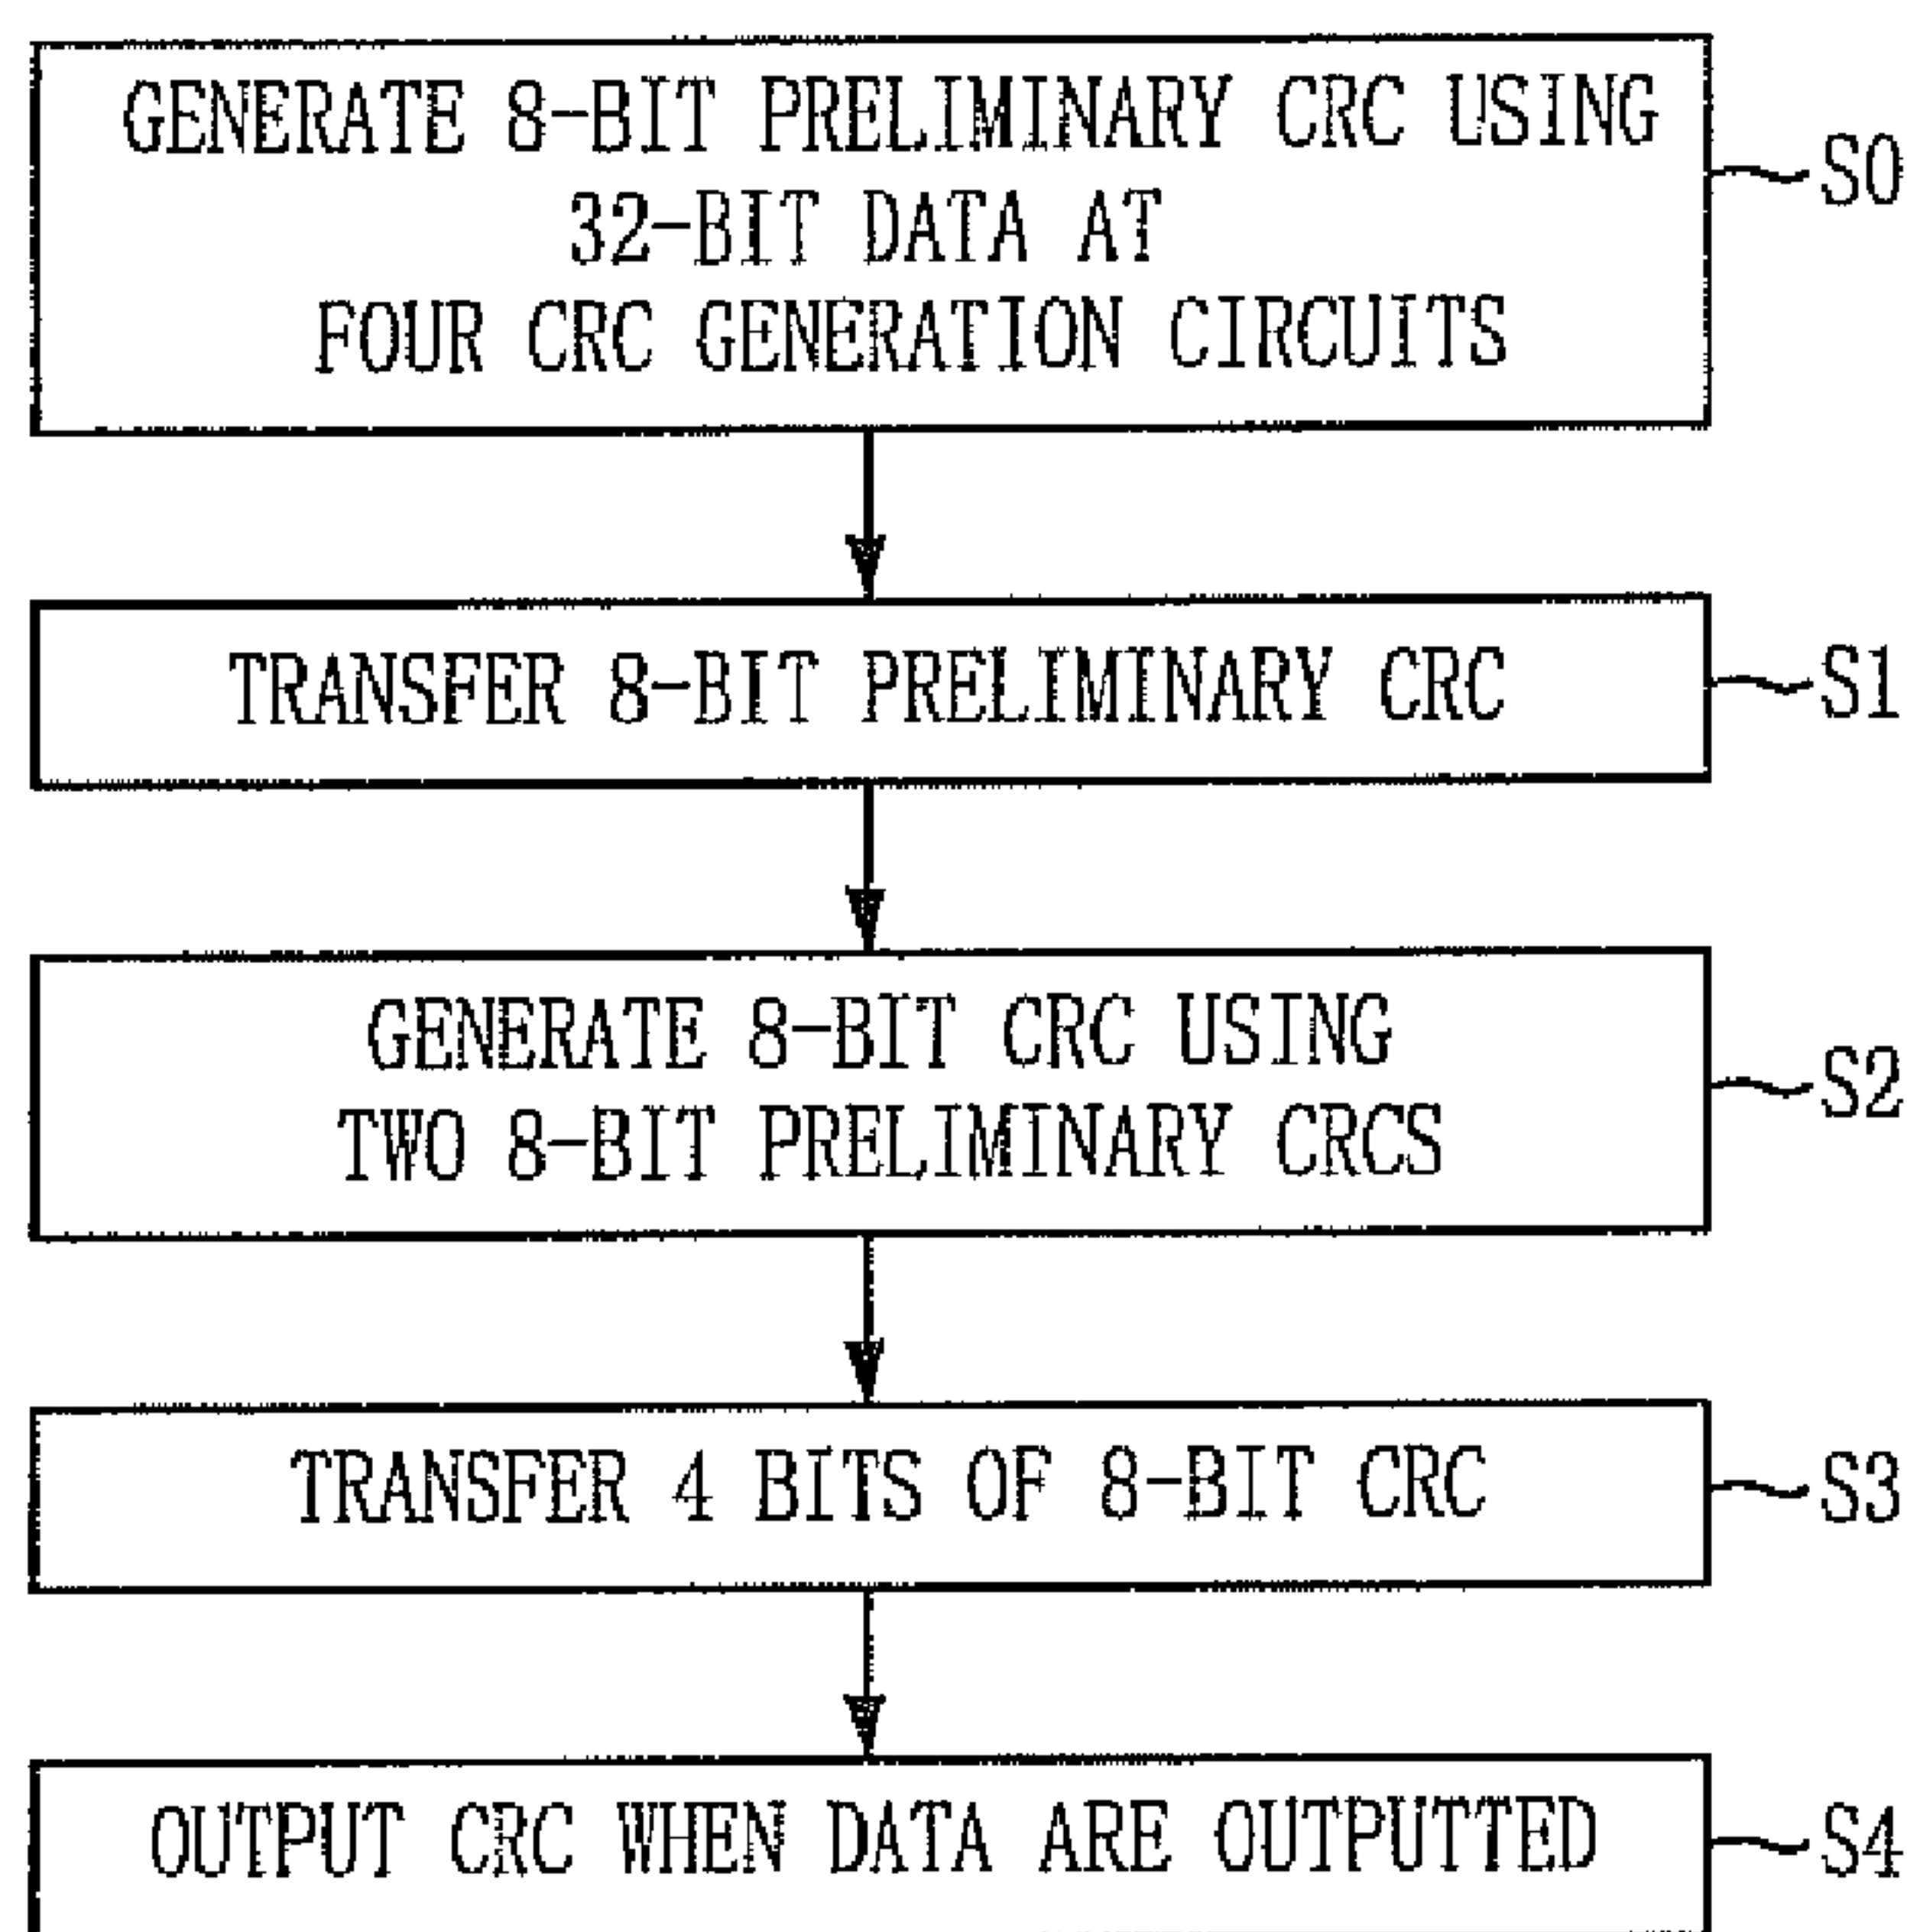 GENERATE 8-BIT PRELIMINARY CRC USING
32-BIT DATA AT
FOUR CRC GENERATION CIRCUITS
S0
TRANSFER 8-BIT PRELIMINARY CRC
S1
GENERATE 8-BIT CRC USING
TWO 8-BIT PRELIMINARY CRCS
S2
TRANSFER 4 BITS OF 8-BIT CRC
S3
OUTPUT CRC WHEN DATA ARE OUTPUTTED
S4